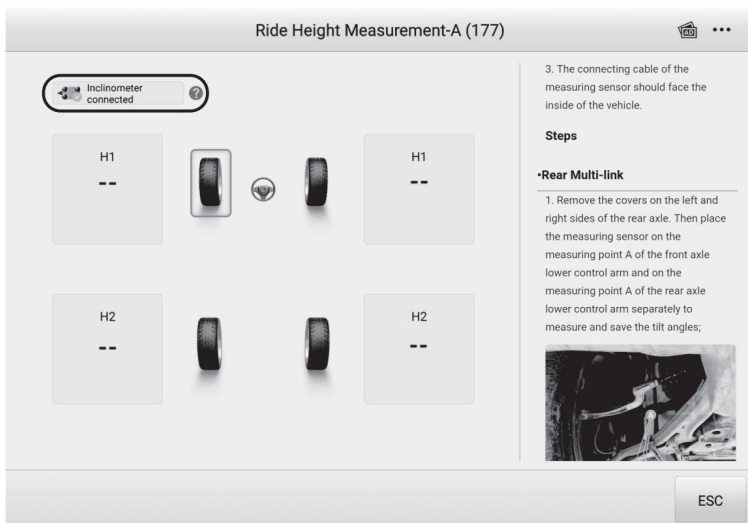 Ride Height Measurement-A (177)
AD
Inclinometer
connected
?
H1
--
H1
--
H2
--
H2
--
3. The connecting cable of the
measuring sensor should face the
inside of the vehicle.
Steps
•Rear Multi-link
1. Remove the covers on the left and
right sides of the rear axle. Then place
the measuring sensor on the
measuring point A of the front axle
lower control arm and on the
measuring point A of the rear axle
lower control arm separately to
measure and save the tilt angles;
A
ESC